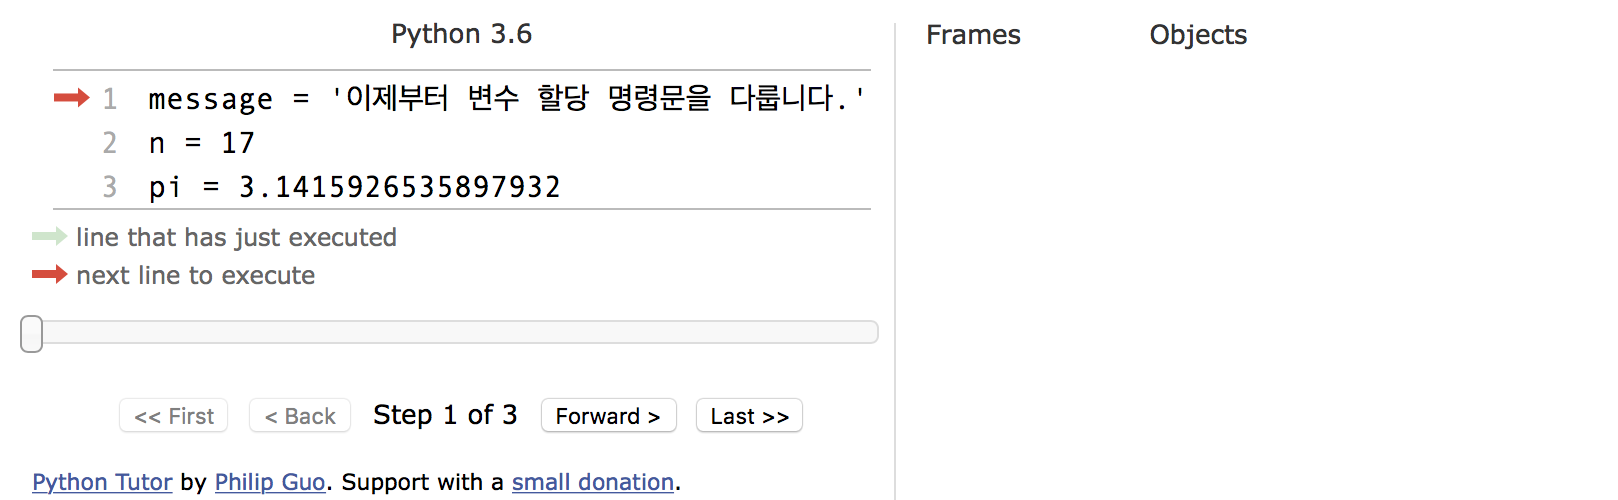 Python 3.6
1 message = '이제부터 변수 할당 명령문을 다룹니다.'
2 n = 17
3 pi = 3.1415926535897932
line that has just executed
next line to execute
<< First < Back Step 1 of 3 Forward > Last >>
Python Tutor by Philip Guo. Support with a small donation.
Frames Objects